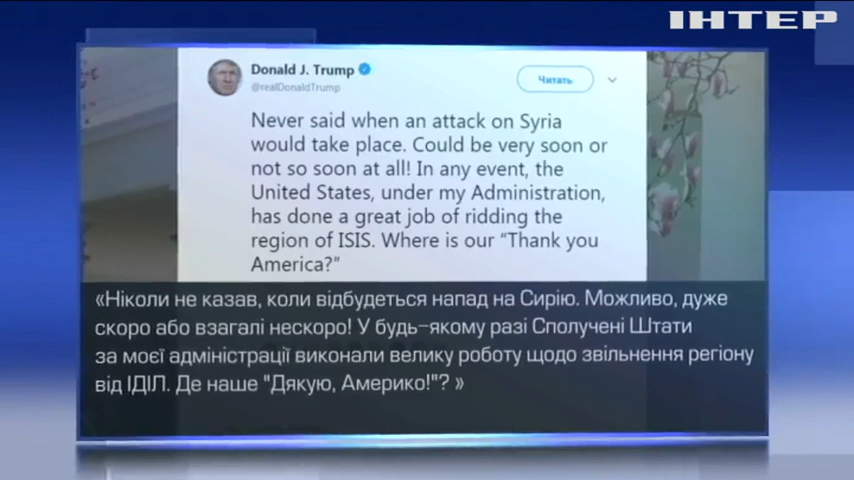 ІНТЕР
Donald J. Trump
@realDonaldTrump
Читать
Never said when an attack on Syria
would take place. Could be very soon or
not so soon at all! In any event, the
United States, under my Administration,
has done a great job of ridding the
region of ISIS. Where is our “Thank you
America?”
«Ніколи не казав, коли відбудеться напад на Сирію. Можливо, дуже
скоро або взагалі нескоро! У будь-якому разі Сполучені Штати
за моєї адміністрації виконали велику роботу щодо звільнення регіону
від ІДІЛ. Де наше "Дякую, Америко!"? »